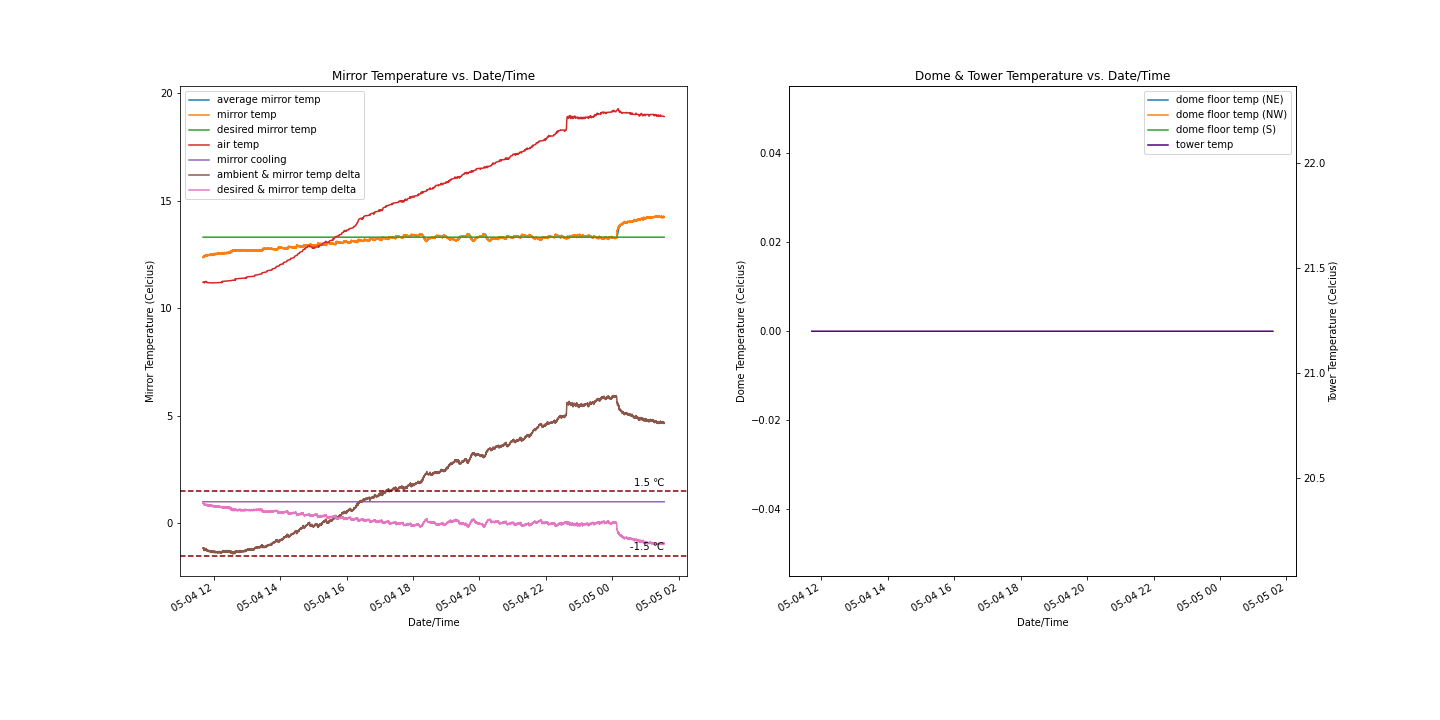 Mirror Temperature vs. Date/Time
average mirror temp
mirror temp
desired mirror temp
air temp
mirror cooling
ambient & mirror temp delta
desired & mirror temp delta
20
15
10
5
0
Mirror Temperature (Celcius)
1.5 °C
-1.5 °C
05-04 12
05-04 14
05-04 16
05-04 18
05-04 20
05-04 22
05-05 00
05-05 02
Date/Time
Dome & Tower Temperature vs. Date/Time
dome floor temp (NE)
dome floor temp (NW)
dome floor temp (S)
tower temp
0.04
0.02
0.00
−0.02
−0.04
Dome Temperature (Celcius)
22.0
21.5
21.0
20.5
Tower Temperature (Celcius)
05-04 12
05-04 14
05-04 16
05-04 18
05-04 20
05-04 22
05-05 00
05-05 02
Date/Time